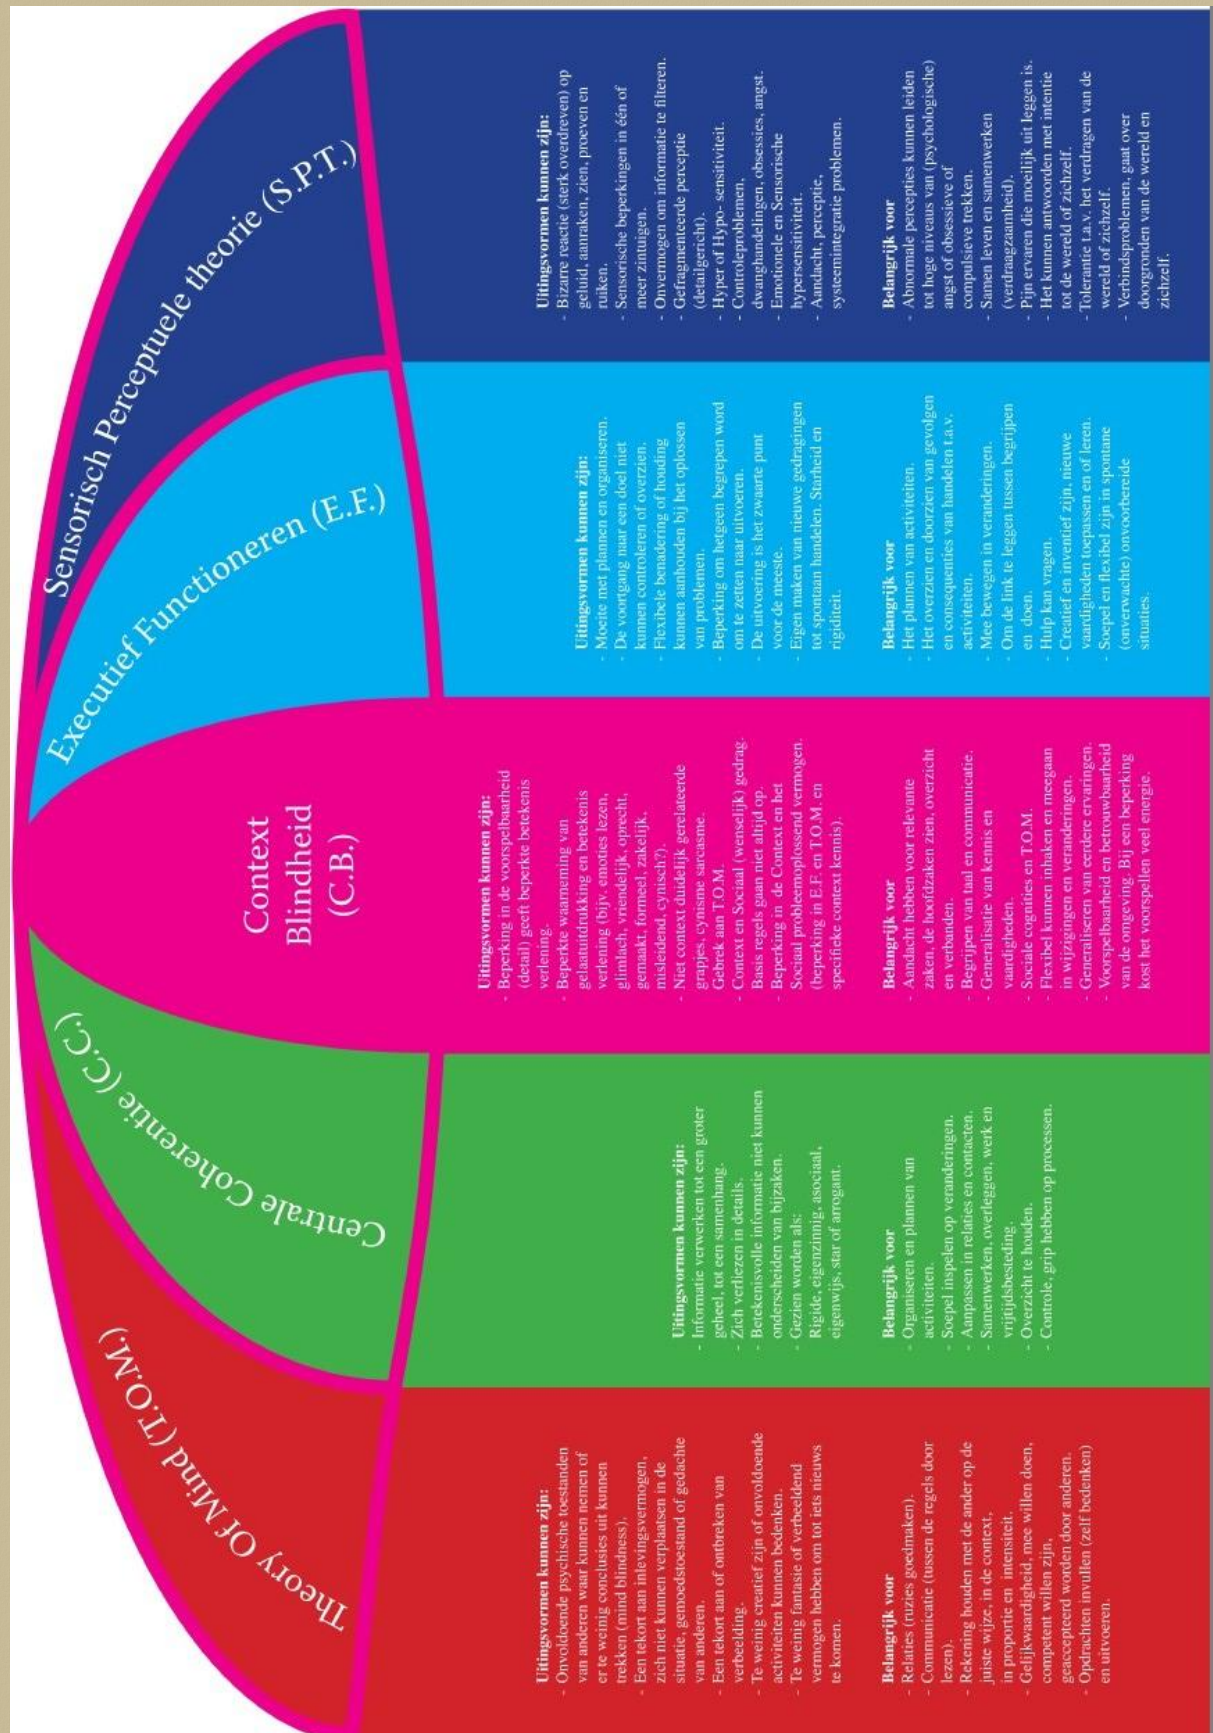 Theory Of Mind (T.O.M.)
Uitingsvormen kunnen zijn:
- Onvoldoende psychische toestanden
van anderen waar kunnen nemen of
er te weinig conclusies uit kunnen
trekken (mind blindness).
- Een tekort aan inlevingsvermogen,
zich niet kunnen verplaatsen in de
situatie, gemoedstoestand of gedachte
van anderen.
- Een tekort aan of ontbreken van
verbeelding.
- Te weinig creatief zijn of onvoldoende
activiteiten kunnen bedenken.
- Te weinig fantasie of verbeeldend
vermogen hebben om tot iets nieuws
te komen.
Belangrijk voor
- Relaties (ruzies goedmaken).
- Communicatie (tussen de regels door
lezen).
- Rekening houden met de ander op de
juiste wijze, in de context,
in proportie en intensiteit.
- Gelijkwaardigheid, mee willen doen,
competent willen zijn,
geaccepteerd worden door anderen.
- Opdrachten invullen (zelf bedenken)
en uitvoeren.
Centrale Coherentie (C.C.)
Uitingsvormen kunnen zijn:
- Informatie verwerken tot een groter
geheel, tot een samenhang.
- Zich verliezen in details.
- Betekenisvolle informatie niet kunnen
onderscheiden van bijzaken.
- Gezien worden als:
Rigide, eigenzinnig, asociaal,
eigenwijs, star of arrogant.
Belangrijk voor
- Organiseren en plannen van
activiteiten.
- Soepel inspelen op veranderingen.
- Aanpassen in relaties en contacten.
- Samenwerken, overleggen, werk en
vrijtijdsbesteding.
- Overzicht te houden.
- Controle, grip hebben op processen.
Context
Blindheid
(C.B.)
Uitingsvormen kunnen zijn:
- Beperking in de voorspelbaarheid
(detail) geeft beperkte betekenis
verlening.
- Beperkte waarneming van
gelaatuitdrukking en betekenis
verlening (bijv. emoties lezen,
glimlach, vriendelijk, oprecht,
gemaakt, formeel, zakelijk,
misleidend, cynisch?).
- Niet context duidelijk gerelateerde
grapjes, cynisme sarcasme.
Gebrek aan T.O.M.
- Context en Sociaal (wenselijk) gedrag.
Basis regels gaan niet altijd op.
- Beperking in de Context en het
Sociaal probleemoplossend vermogen.
(beperking in E.F. en T.O.M. en
specifieke context kennis).
Belangrijk voor
- Aandacht hebben voor relevante
zaken, de hoofdzaken zien, overzicht
en verbanden.
- Begrijpen van taal en communicatie.
- Generalisatie van kennis en
vaardigheden.
- Sociale cognities en T.O.M.
- Flexibel kunnen inhaken en meegaan
in wijzigingen en veranderingen.
- Generaliseren van eerdere ervaringen.
- Voorspelbaarheid en betrouwbaarheid
van de omgeving. Bij een beperking
kost het voorspellen veel energie.
Executief Functioneren (E.F.)
Uitingsvormen kunnen zijn:
- Moeite met plannen en organiseren.
- De voortgang naar een doel niet
kunnen controleren of overzien.
- Flexibele benadering of houding
kunnen aanhouden bij het oplossen
van problemen.
- Beperking om hetgeen begrepen word
om te zetten naar uitvoeren.
- De uitvoering is het zwaarte punt
voor de meeste.
- Eigen maken van nieuwe gedragingen
tot spontaan handelen. Starheid en
rigiditeit.
Belangrijk voor
- Het plannen van activiteiten.
- Het overzien en doorzien van gevolgen
en consequenties van handelen t.a.v.
activiteiten.
- Mee bewegen in veranderingen.
- Om de link te leggen tussen begrijpen
en doen.
- Hulp kan vragen.
- Creatief en inventief zijn, nieuwe
vaardigheden toepassen en of leren.
- Soepel en flexibel zijn in spontane
(onverwachte) onvoorbereide
situaties.
Sensorisch Perceptuele theorie (S.P.T.)
Uitingsvormen kunnen zijn:
- Bizarre reactie (sterk overdreven) op
geluid, aanraken, zien, proeven en
ruiken.
- Sensorische beperkingen in één of
meer zintuigen.
- Onvermogen om informatie te filteren.
- Gefragmenteerde perceptie
(detailgericht).
- Hyper of Hypo- sensitiviteit.
- Controleproblemen,
dwanghandelingen, obsessies, angst.
- Emotionele en Sensorische
hypersensitiviteit.
- Aandacht, perceptie,
systeemintegratie problemen.
Belangrijk voor
- Abnormale percepties kunnen leiden
tot hoge niveaus van (psychologische)
angst of obsessieve of
compulsieve trekken.
- Samen leven en samenwerken
(verdraagzaamheid).
- Pijn ervaren die moeilijk uit leggen is.
- Het kunnen antwoorden met intentie
tot de wereld of zichzelf.
- Tolerantie t.a.v. het verdragen van de
wereld of zichzelf.
- Verbindsproblemen, gaat over
doorgronden van de wereld en
zichzelf.